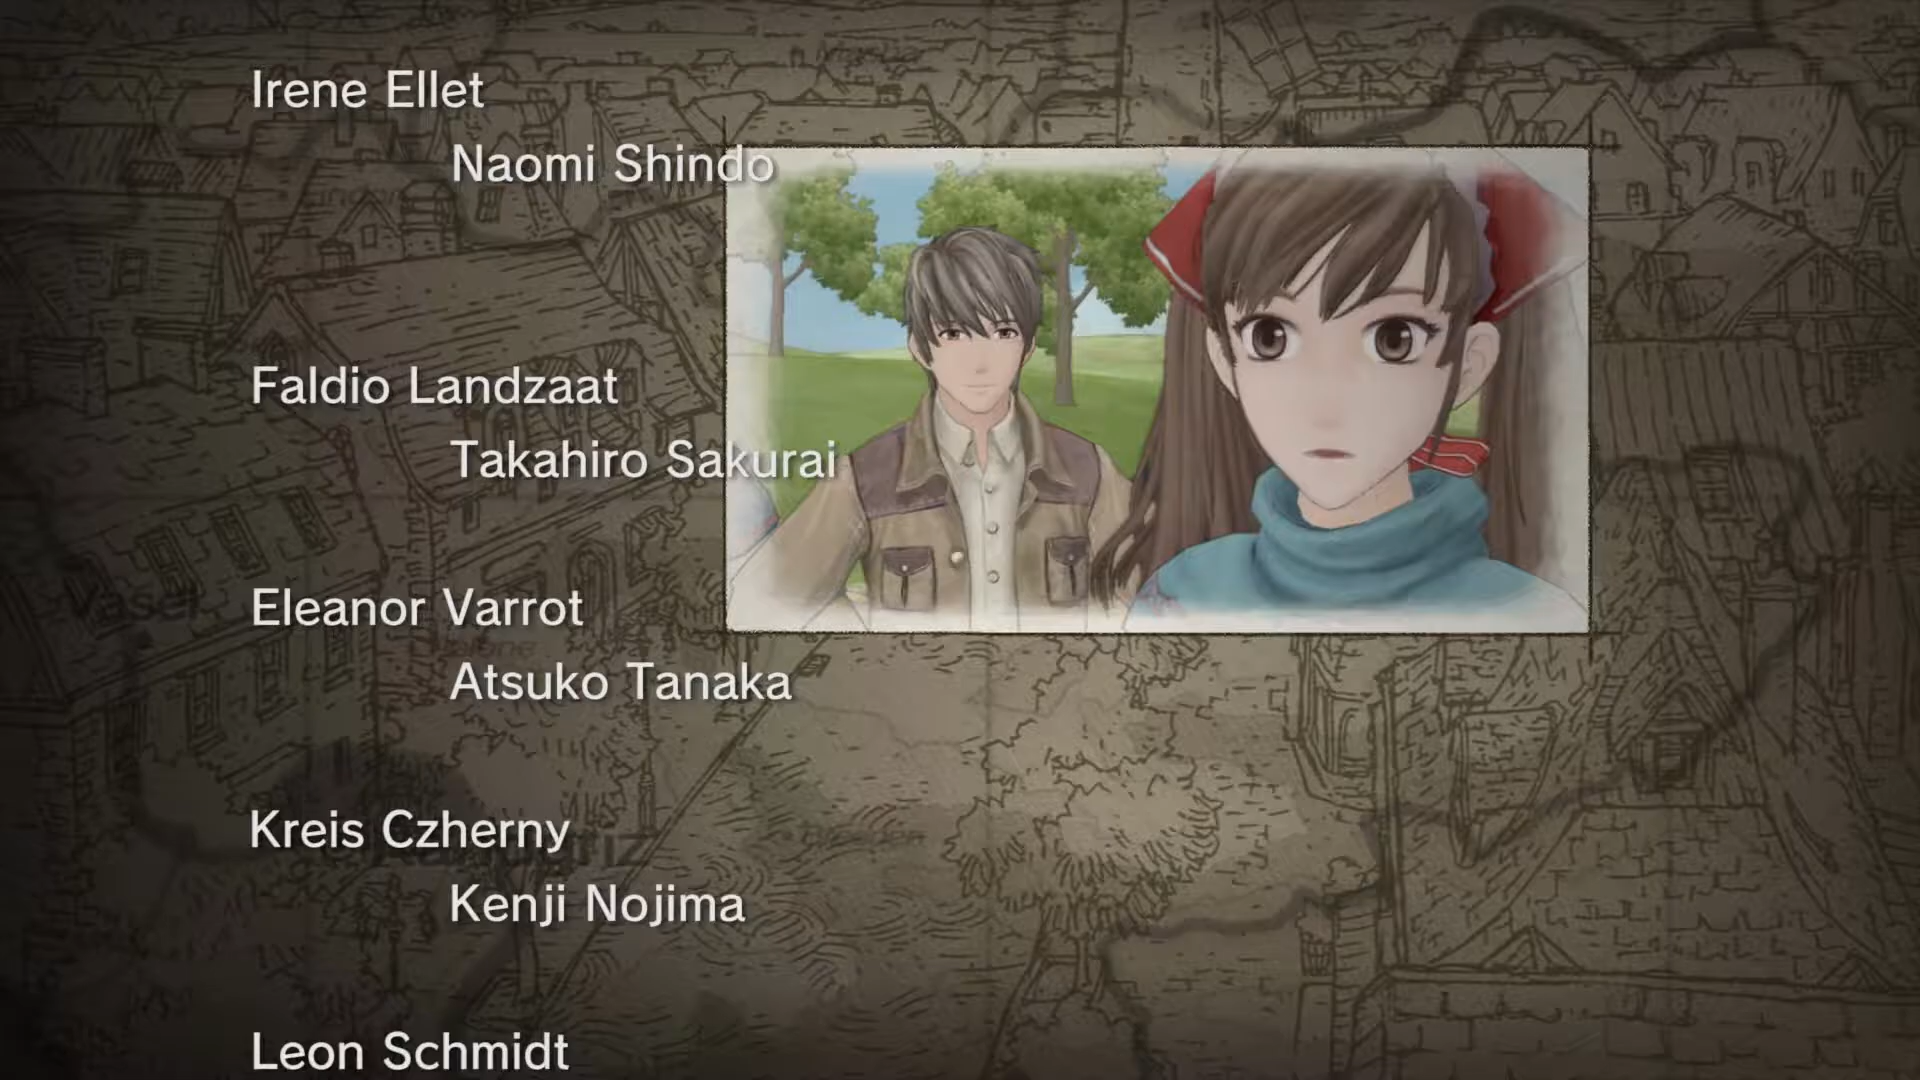 Irene Ellet
Naomi Shindo
Faldio Landzaat
Takahiro Sakurai
Eleanor Varrot
Atsuko Tanaka
Kreis Czherny
Kenji Nojima
Leon Schmidt